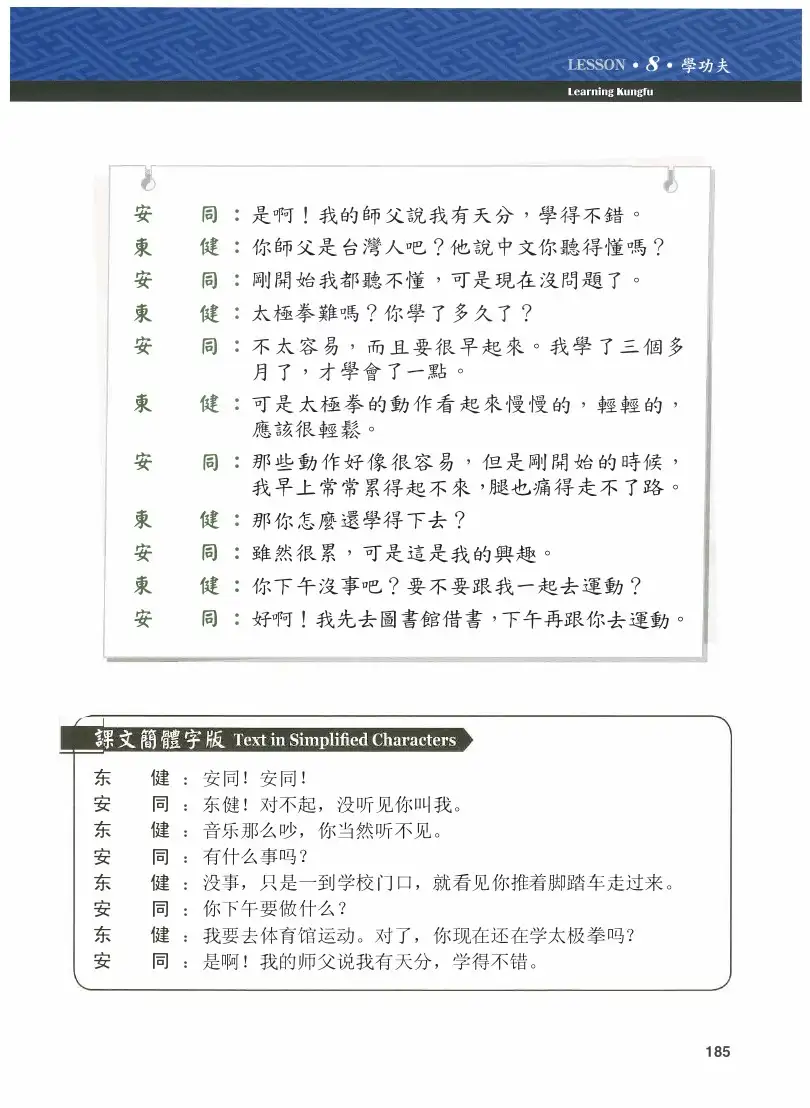 LESSON • 8 • 學功夫
Learning Kungfu
安 同：是啊！我的師父說我有天分，學得不錯。
東 健：你師父是台灣人吧？他說中文你聽得懂嗎？
安 同：剛開始我都聽不懂，可是現在沒問題了。
東 健：太極拳難嗎？你學了多久了？
安 同：不太容易，而且要很早起來。我學了三個多
月了，才學會了一點。
東 健：可是太極拳的動作看起來慢慢的，輕輕的，
應該很輕鬆。
安 同：那些動作好像很容易，但是剛開始的時候，
我早上常常累得起不來，腿也痛得走不了路。
東 健：那你怎麼還學得下去？
安 同：雖然很累，可是這是我的興趣。
東 健：你下午沒事吧？要不要跟我一起去運動？
安 同：好啊！我先去圖書館借書，下午再跟你去運動。
課文簡體字版 Text in Simplified Characters
东 健：安同！安同！
安 同：东健！对不起，没听见你叫我。
东 健：音乐那么吵，你当然听不见。
安 同：有什么事吗？
东 健：没事，只是一到学校门口，就看见你推着脚踏车走过来。
安 同：你下午要做什么？
东 健：我要去体育馆运动。对了，你现在还在学太极拳吗？
安 同：是啊！我的师父说我有天分，学得不错。
185